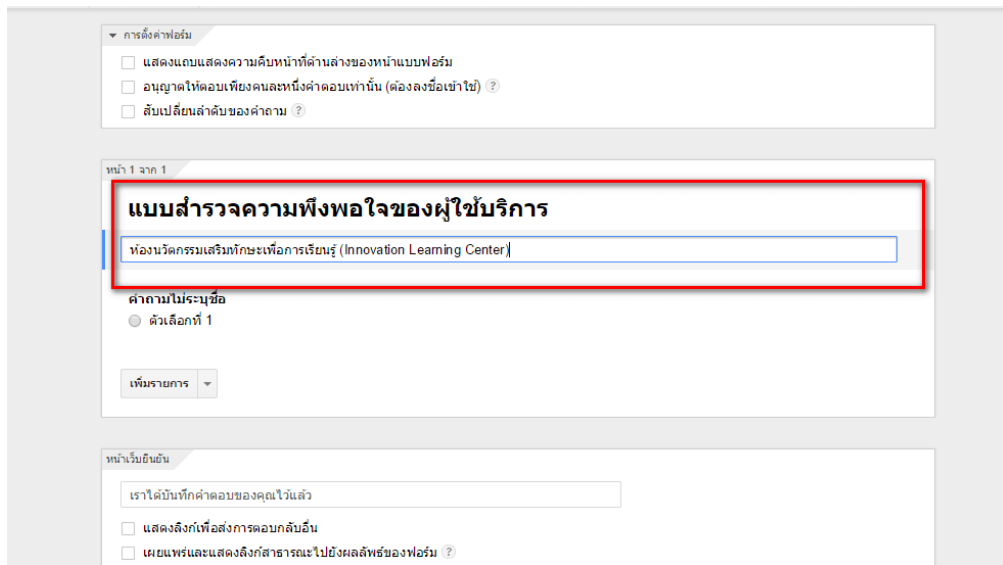 การตั้งค่าฟอร์ม
แสดงแถบแสดงความคืบหน้าที่ด้านล่างของหน้าแบบฟอร์ม
อนุญาตให้ตอบเพียงคนละหนึ่งคำตอบเท่านั้น (ต้องลงชื่อเข้าใช้) ?
สับเปลี่ยนลำดับของคำถาม ?
หน้า 1 จาก 1
แบบสำรวจความพึงพอใจของผู้ใช้บริการ
ห้องนวัตกรรมเสริมทักษะเพื่อการเรียนรู้ (Innovation Learning Center)
คำถามไม่ระบุชื่อ
ตัวเลือกที่ 1
เพิ่มรายการ
หน้าเว็บยืนยัน
เราได้บันทึกคำตอบของคุณไว้แล้ว
แสดงลิงก์เพื่อส่งการตอบกลับอื่น
เผยแพร่และแสดงลิงก์สาธารณะไปยังผลลัพธ์ของฟอร์ม ?